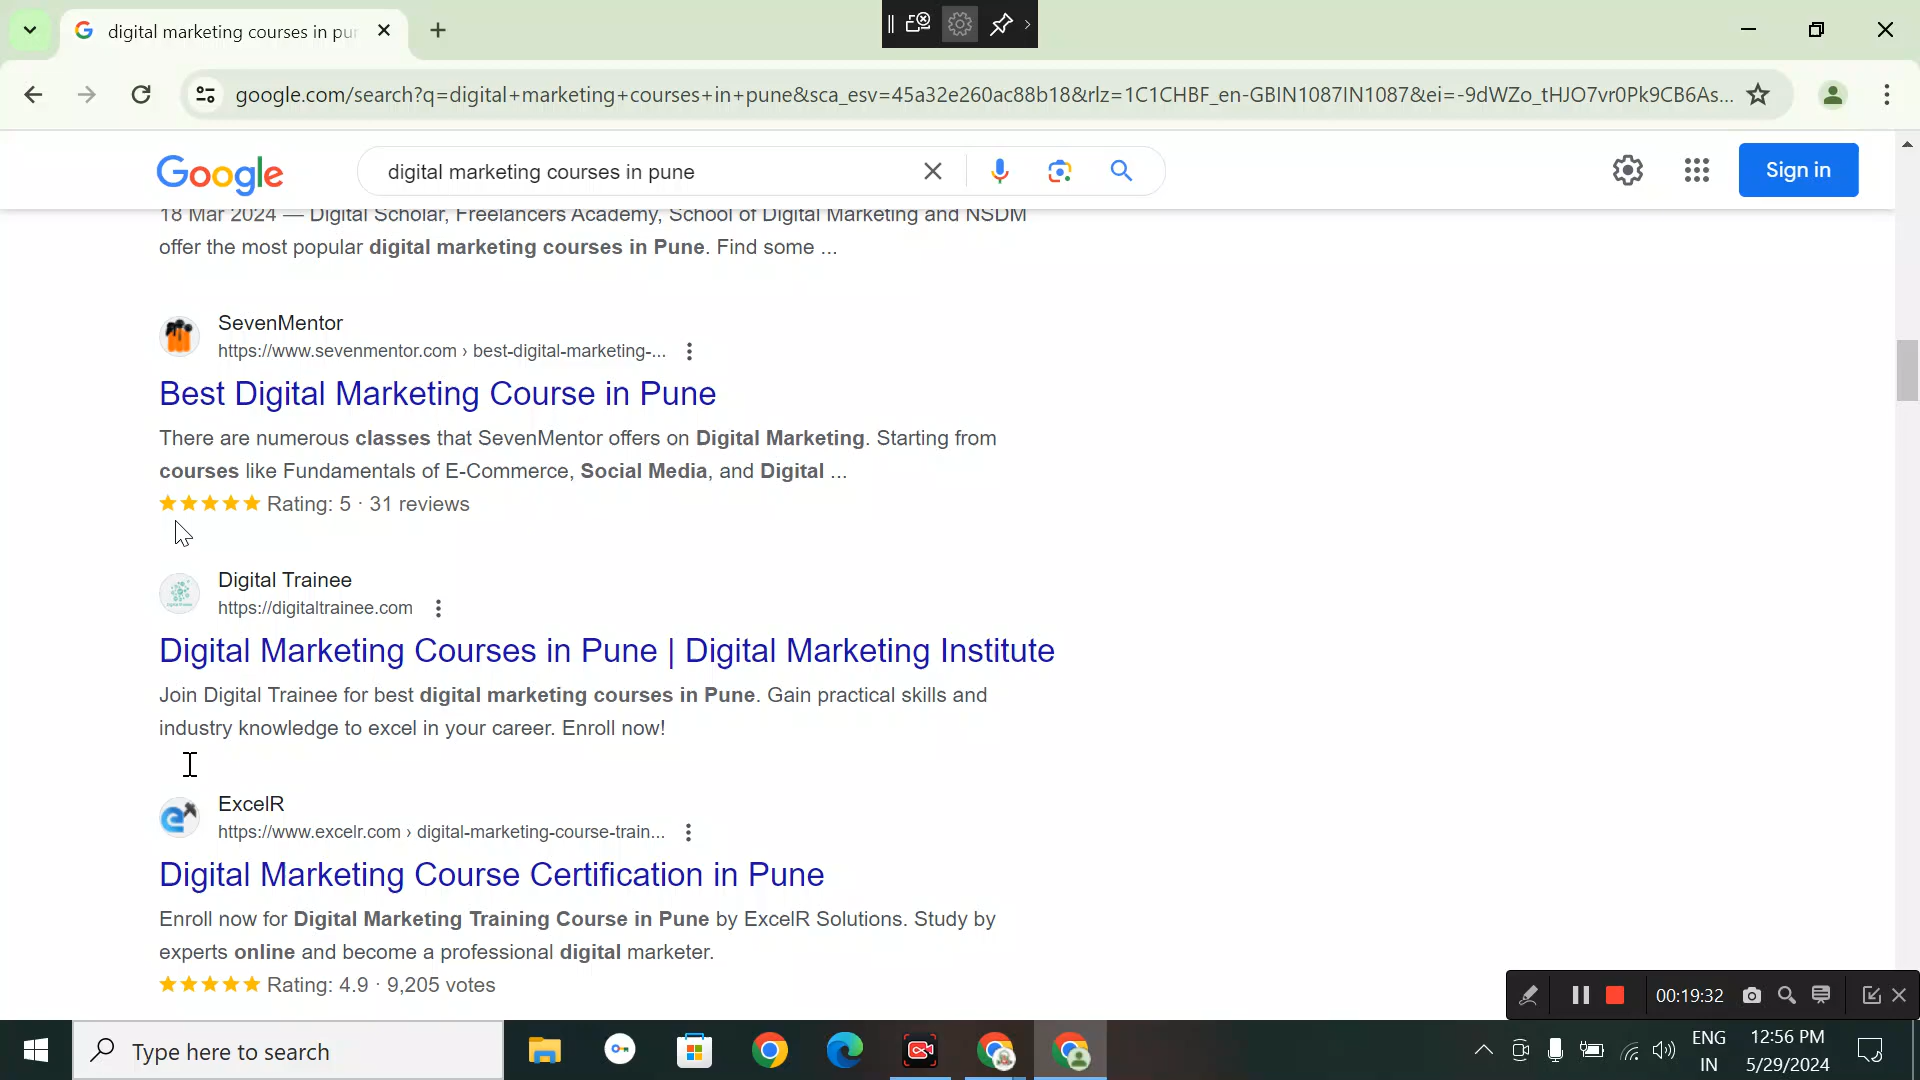 digital marketing courses in pur
google.com/search?q=digital+marketing+courses+in+pune&sca_esv=45a32e260ac88b18&rlz=1C1CHBF_en-GBIN1087IN1087&ei=-9dWZo_tHJO7vr0Pk9CB6As...
Google
digital marketing courses in pune
Sign in
18 Mar 2024 — Digital Scholar, Freelancers Academy, School of Digital Marketing and NSDM
offer the most popular digital marketing courses in Pune. Find some ...
SevenMentor
https://www.sevenmentor.com › best-digital-marketing-...
Best Digital Marketing Course in Pune
There are numerous classes that SevenMentor offers on Digital Marketing. Starting from
courses like Fundamentals of E-Commerce, Social Media, and Digital ...
Rating: 5 · 31 reviews
Digital Trainee
https://digitaltrainee.com
Digital Marketing Courses in Pune | Digital Marketing Institute
Join Digital Trainee for best digital marketing courses in Pune. Gain practical skills and
industry knowledge to excel in your career. Enroll now!
ExcelR
https://www.excelr.com › digital-marketing-course-train...
Digital Marketing Course Certification in Pune
Enroll now for Digital Marketing Training Course in Pune by ExcelR Solutions. Study by
experts online and become a professional digital marketer.
Rating: 4.9 · 9,205 votes
00:19:32
Type here to search
ENG
IN
12:56 PM
5/29/2024